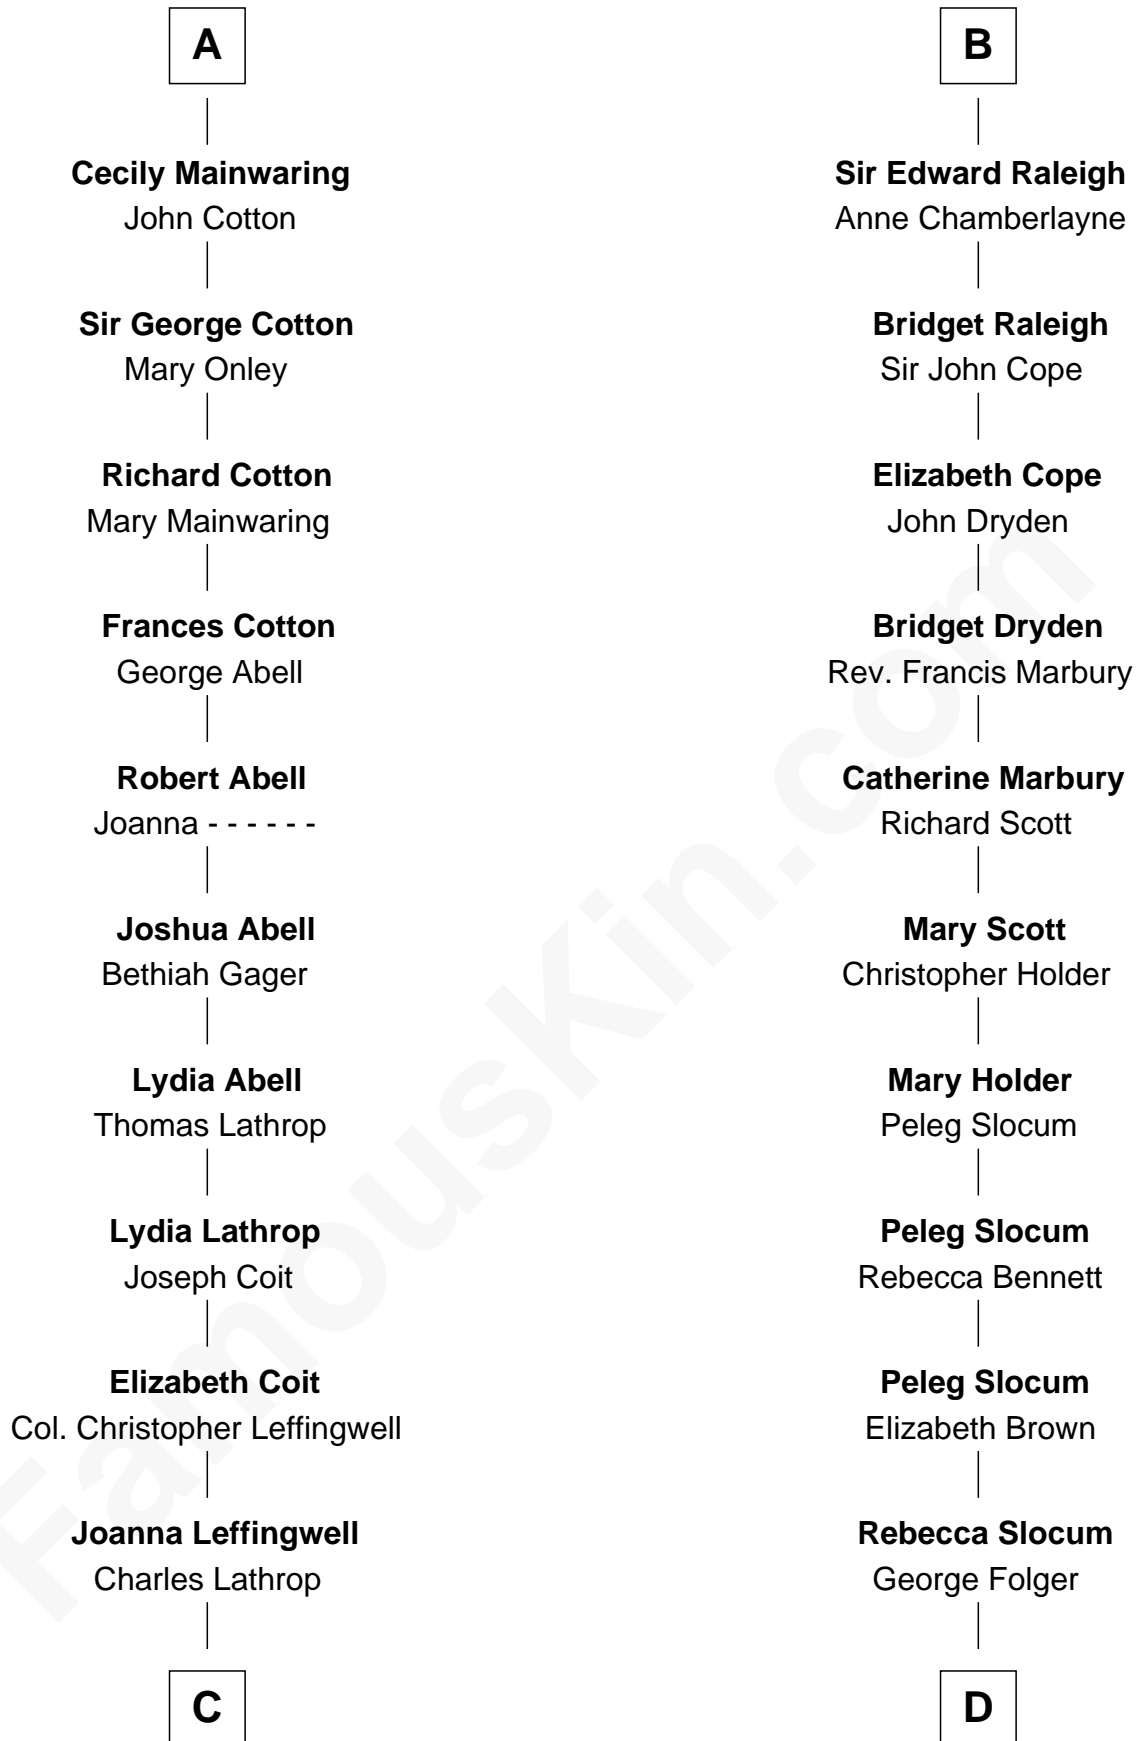 A
Cecily Mainwaring
John Cotton
Sir George Cotton
Mary Onley
Richard Cotton
Mary Mainwaring
Frances Cotton
George Abell
Robert Abell
Joanna - - - - - -
Joshua Abell
Bethiah Gager
Lydia Abell
Thomas Lathrop
Lydia Lathrop
Joseph Coit
Elizabeth Coit
Col. Christopher Leffingwell
Joanna Leffingwell
Charles Lathrop
C
B
Sir Edward Raleigh
Anne Chamberlayne
Bridget Raleigh
Sir John Cope
Elizabeth Cope
John Dryden
Bridget Dryden
Rev. Francis Marbury
Catherine Marbury
Richard Scott
Mary Scott
Christopher Holder
Mary Holder
Peleg Slocum
Peleg Slocum
Rebecca Bennett
Peleg Slocum
Elizabeth Brown
Rebecca Slocum
George Folger
D
FamousKin.com